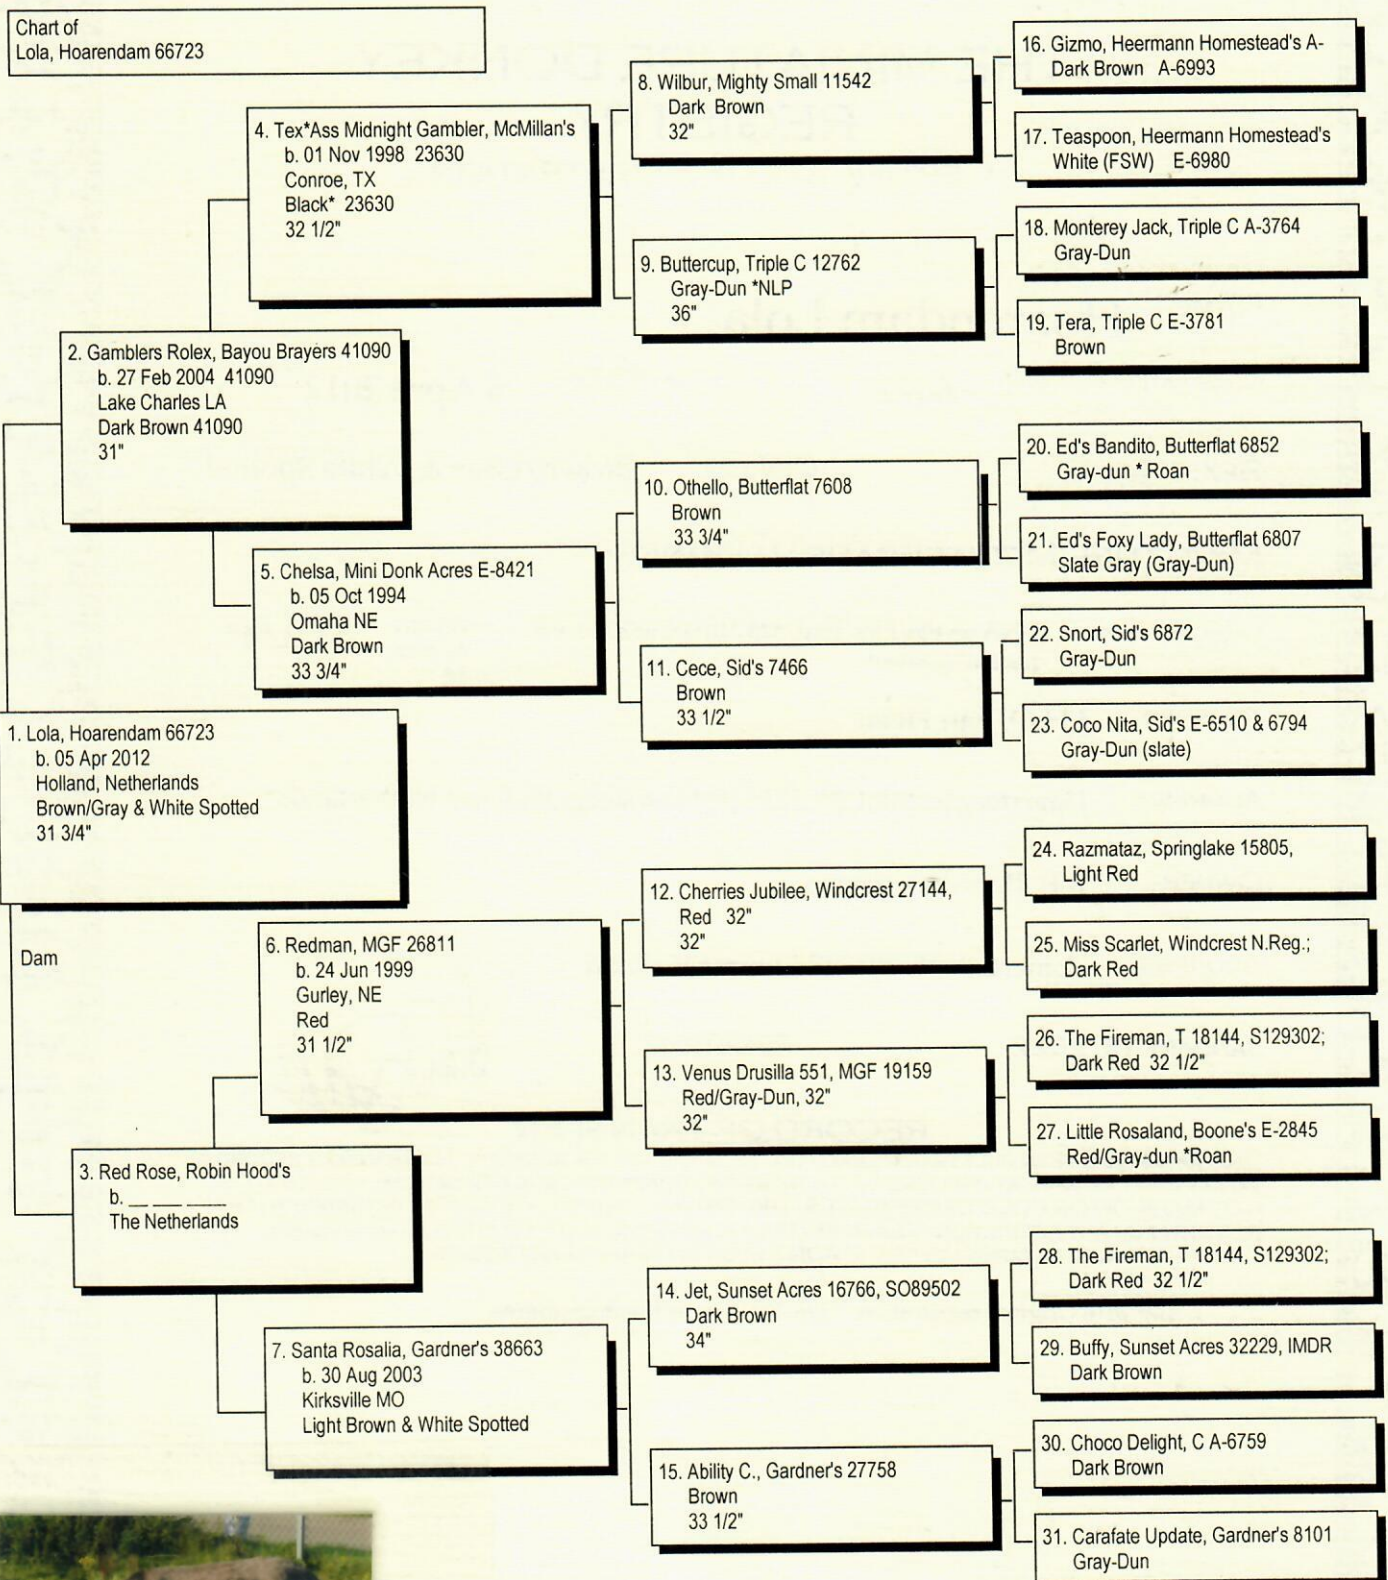 Chart of
Lola, Hoarendam 66723
16. Gizmo, Heermann Homestead's A-
Dark Brown A-6993
8. Wilbur, Mighty Small 11542
Dark Brown
32"
17. Teaspoon, Heermann Homestead's
White (FSW) E-6980
4. Tex*Ass Midnight Gambler, McMillan's
b. 01 Nov 1998 23630
Conroe, TX
Black* 23630
32 1/2"
18. Monterey Jack, Triple C A-3764
Gray-Dun
9. Buttercup, Triple C 12762
Gray-Dun *NLP
36"
19. Tera, Triple C E-3781
Brown
2. Gamblers Rolex, Bayou Brayers 41090
b. 27 Feb 2004 41090
Lake Charles LA
Dark Brown 41090
31"
20. Ed's Bandito, Butterflat 6852
Gray-dun * Roan
10. Othello, Butterflat 7608
Brown
33 3/4"
21. Ed's Foxy Lady, Butterflat 6807
Slate Gray (Gray-Dun)
5. Chelsa, Mini Donk Acres E-8421
b. 05 Oct 1994
Omaha NE
Dark Brown
33 3/4"
22. Snort, Sid's 6872
Gray-Dun
11. Cece, Sid's 7466
Brown
33 1/2"
23. Coco Nita, Sid's E-6510 & 6794
Gray-Dun (slate)
1. Lola, Hoarendam 66723
b. 05 Apr 2012
Holland, Netherlands
Brown/Gray & White Spotted
31 3/4"
24. Razmataz, Springlake 15805,
Light Red
12. Cherries Jubilee, Windcrest 27144,
Red 32"
32"
25. Miss Scarlet, Windcrest N.Reg.;
Dark Red
Dam
6. Redman, MGF 26811
b. 24 Jun 1999
Gurley, NE
Red
31 1/2"
26. The Fireman, T 18144, S129302;
Dark Red 32 1/2"
13. Venus Drusilla 551, MGF 19159
Red/Gray-Dun, 32"
32"
27. Little Rosaland, Boone's E-2845
Red/Gray-dun *Roan
3. Red Rose, Robin Hood's
b. __ ___ ____
The Netherlands
28. The Fireman, T 18144, S129302;
Dark Red 32 1/2"
14. Jet, Sunset Acres 16766, SO89502
Dark Brown
34"
29. Buffy, Sunset Acres 32229, IMDR
Dark Brown
7. Santa Rosalia, Gardner's 38663
b. 30 Aug 2003
Kirksville MO
Light Brown & White Spotted
30. Choco Delight, C A-6759
Dark Brown
15. Ability C., Gardner's 27758
Brown
33 1/2"
31. Carafate Update, Gardner's 8101
Gray-Dun